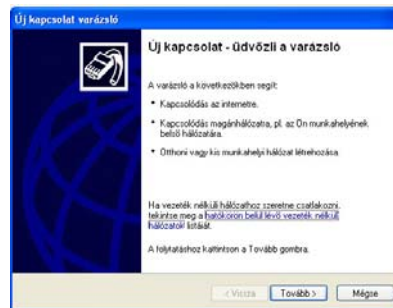 Új kapcsolat varázsló
Új kapcsolat - üdvözli a varázsló
A varázsló a következőkben segít:
• Kapcsolódás az internetre.
• Kapcsolódás magánhálózatra, pl. az Ön munkahelyének
belső hálózatára.
• Otthoni vagy kis munkahelyi hálózat létrehozása
Ha vezeték nélküli hálózathoz szeretne csatlakozni,
tekintse meg a hatókörön belül lévő vezeték nélküli
hálózatok listáját.
A folytatáshoz kattintson a Tovább gombra.
< Vissza Tovább > Mégse